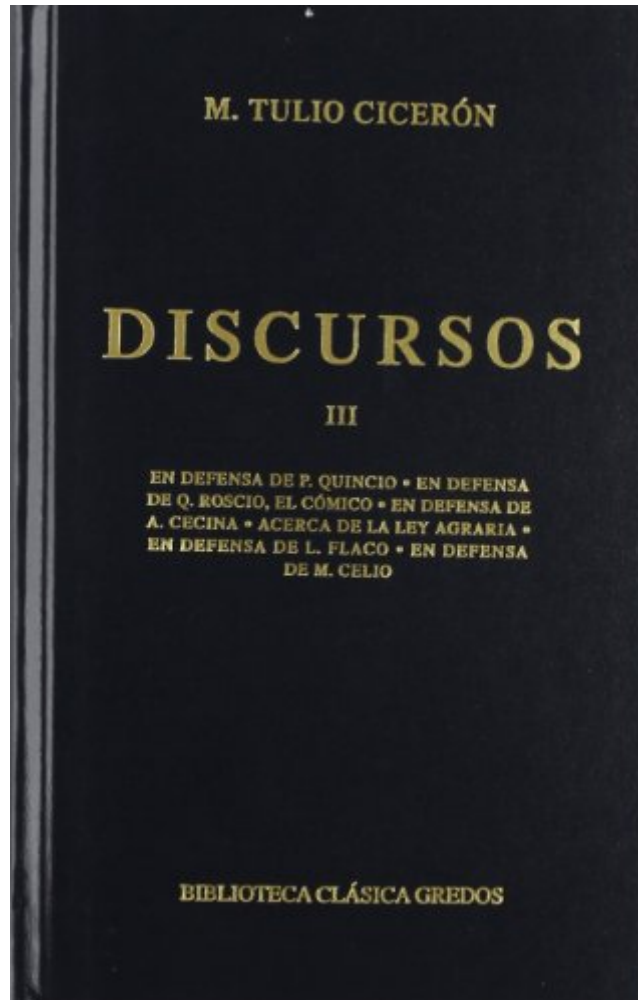 M. TULIO CICERÓN
DISCURSOS
III
EN DEFENSA DE P. QUINCIO • EN DEFENSA
DE Q. ROSCIO, EL CÓMICO • EN DEFENSA DE
A. CECINA • ACERCA DE LA LEY AGRARIA •
EN DEFENSA DE L. FLACO • EN DEFENSA
DE M. CELIO
BIBLIOTECA CLÁSICA GREDOS